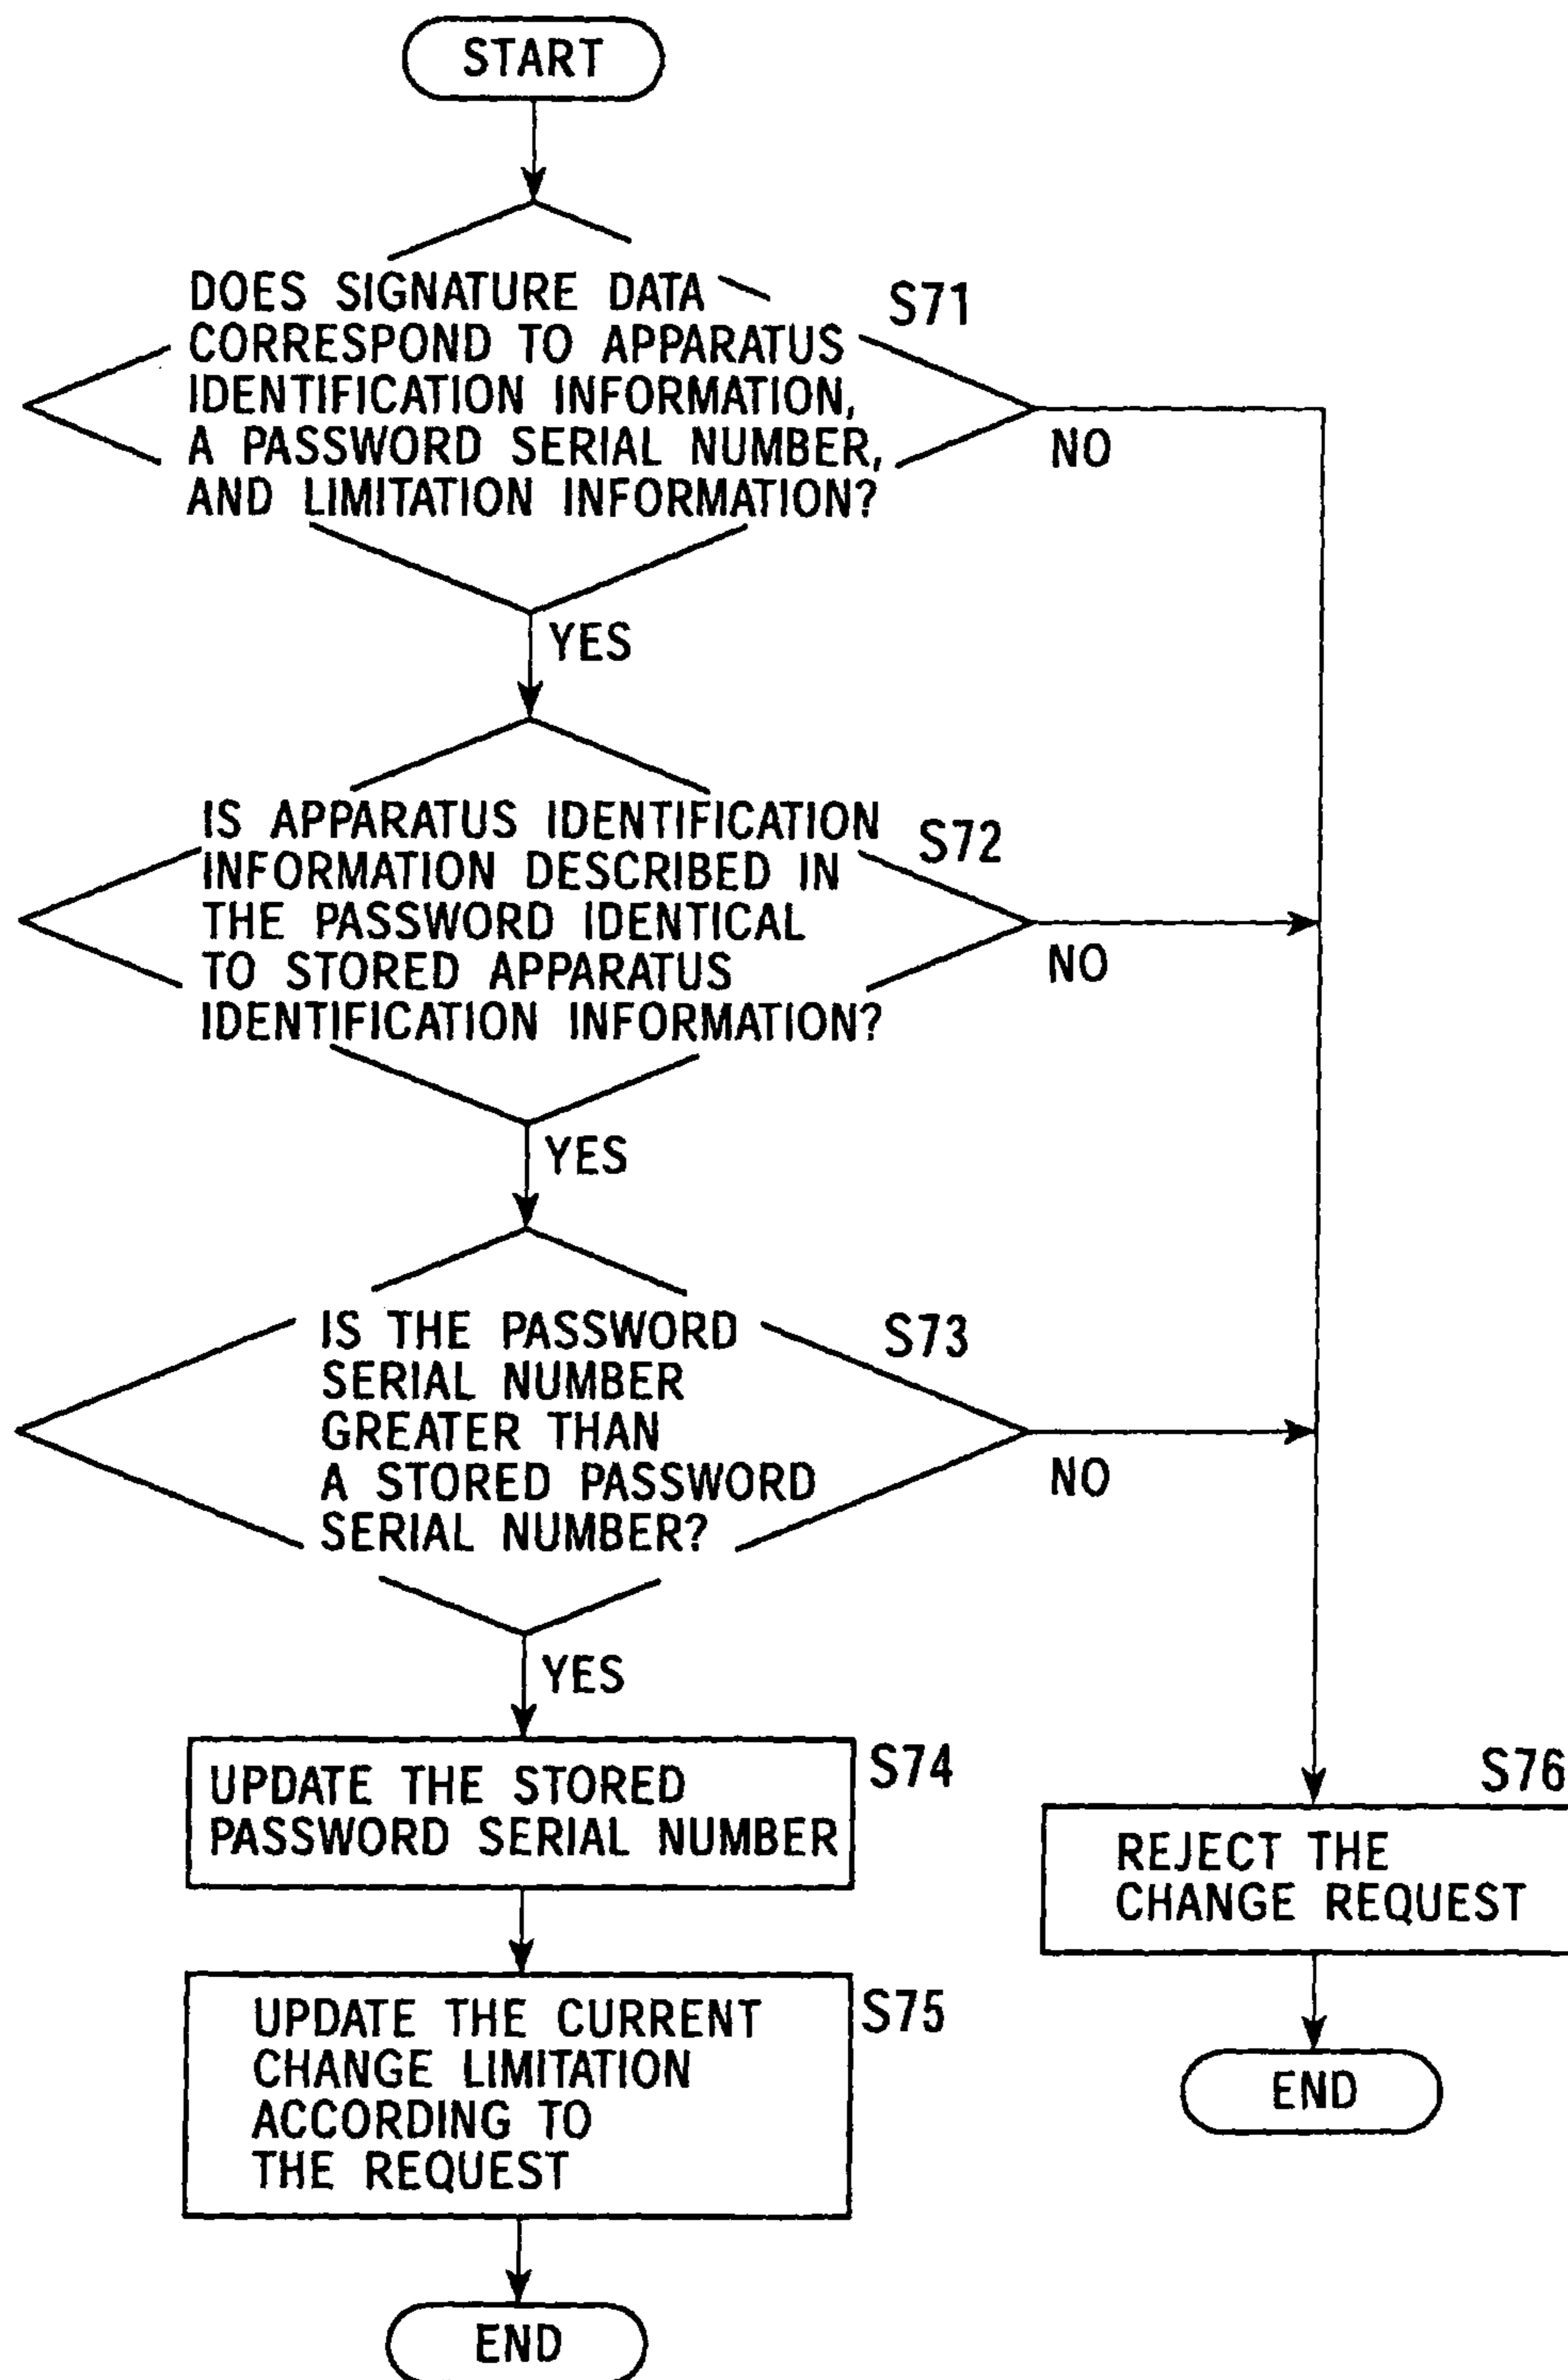 START
DOES SIGNATURE DATA
CORRESPOND TO APPARATUS
IDENTIFICATION INFORMATION,
A PASSWORD SERIAL NUMBER,
AND LIMITATION INFORMATION?
S71
NO
YES
IS APPARATUS IDENTIFICATION
INFORMATION DESCRIBED IN
THE PASSWORD IDENTICAL
TO STORED APPARATUS
IDENTIFICATION INFORMATION?
S72
NO
YES
IS THE PASSWORD
SERIAL NUMBER
GREATER THAN
A STORED PASSWORD
SERIAL NUMBER?
S73
NO
YES
UPDATE THE STORED
PASSWORD SERIAL NUMBER
S74
UPDATE THE CURRENT
CHANGE LIMITATION
ACCORDING TO
THE REQUEST
S75
END
S76
REJECT THE
CHANGE REQUEST
END